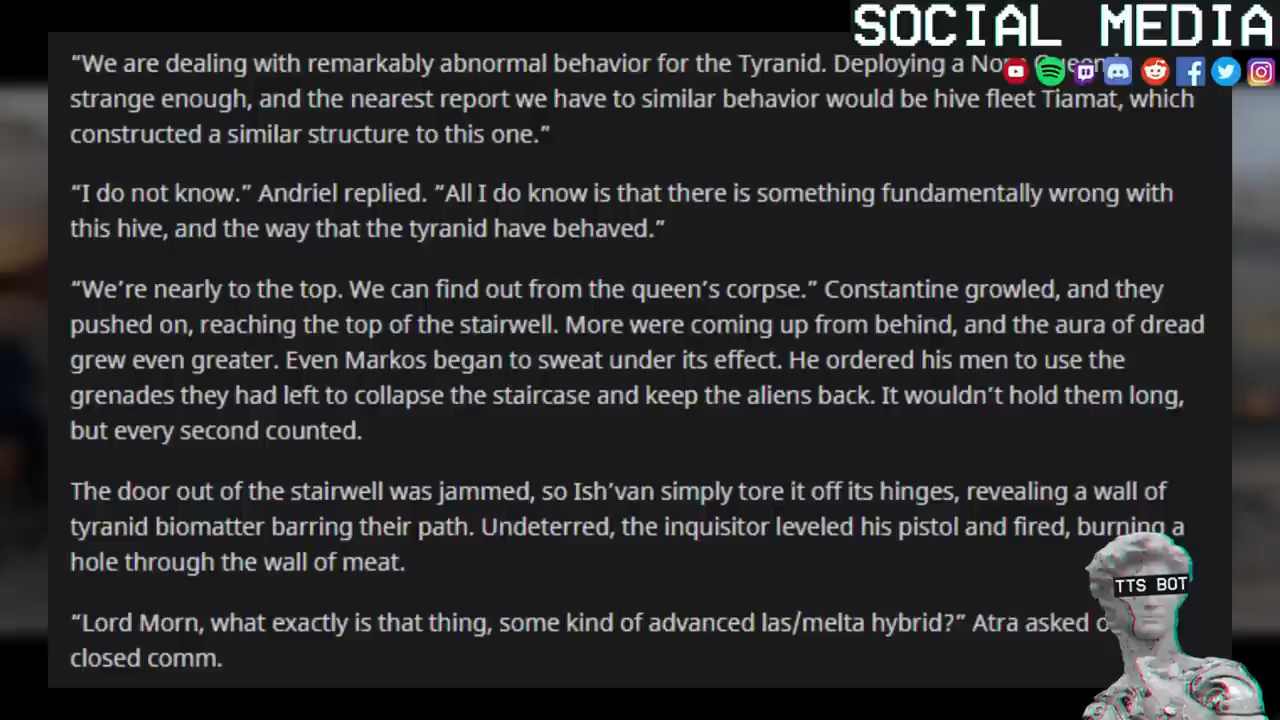 SOCIAL MEDIA
“We are dealing with remarkably abnormal behavior for the Tyranid. Deploying a
strange enough, and the nearest report we have to similar behavior would be hive fleet Tiamat, which
constructed a similar structure to this one.”
“I do not know.” Andriel replied. “All I do know is that there is something fundamentally wrong with
this hive, and the way that the tyranid have behaved.”
“We’re nearly to the top. We can find out from the queen’s corpse.” Constantine growled, and they
pushed on, reaching the top of the stairwell. More were coming up from behind, and the aura of dread
grew even greater. Even Markos began to sweat under its effect. He ordered his men to use the
grenades they had left to collapse the staircase and keep the aliens back. It wouldn’t hold them long,
but every second counted.
The door out of the stairwell was jammed, so Ish’van simply tore it off its hinges, revealing a wall of
tyranid biomatter barring their path. Undeterred, the inquisitor leveled his pistol and fired, burning a
hole through the wall of meat.
“Lord Morn, what exactly is that thing, some kind of advanced las/melta hybrid?” Atra asked
closed comm.
TTS BOT